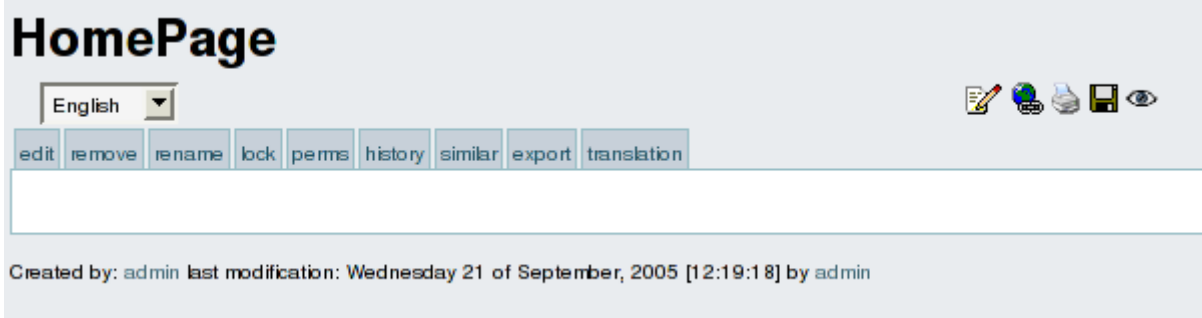 HomePage
English
edit remove rename lock perms history similar export translation
Created by: admin last modification: Wednesday 21 of September, 2005 [12:19:18] by admin